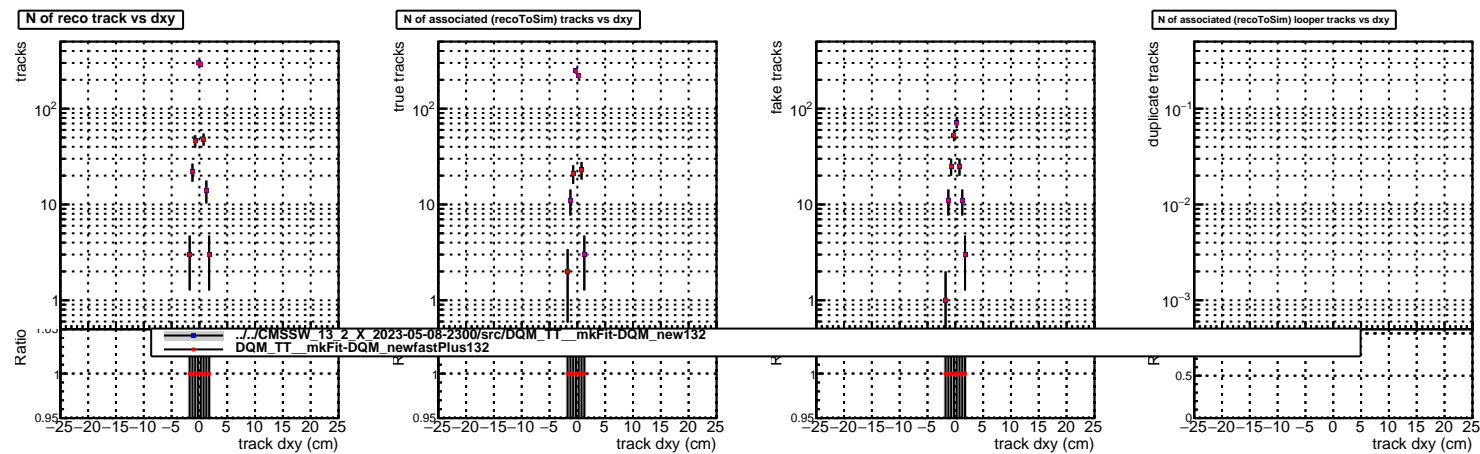 N of reco track vs dxy
N of associated (recoToSim) tracks vs dxy
N of associated (recoToSim) looper tracks vs dxy
tracks
10²
10
1
Ratio
1
0.95
−25 −20 −15 −10 −5 0 5 10 15 20 25
track dxy (cm)
true tracks
10²
10
1
1
0.95
−25 −20 −15 −10 −5 0 5 10 15 20 25
track dxy (cm)
fake tracks
10²
10
1
1
0.95
−25 −20 −15 −10 −5 0 5 10 15 20 25
track dxy (cm)
duplicate tracks
10⁻¹
10⁻²
10⁻³
0.5
0
−25 −20 −15 −10 −5 0 5 10 15 20 25
track dxy (cm)
../../CMSSW_13_2_X_2023-05-08-2300/src/DQM_TT__mkFit-DQM_new132
DQM_TT__mkFit-DQM_newfastPlus132